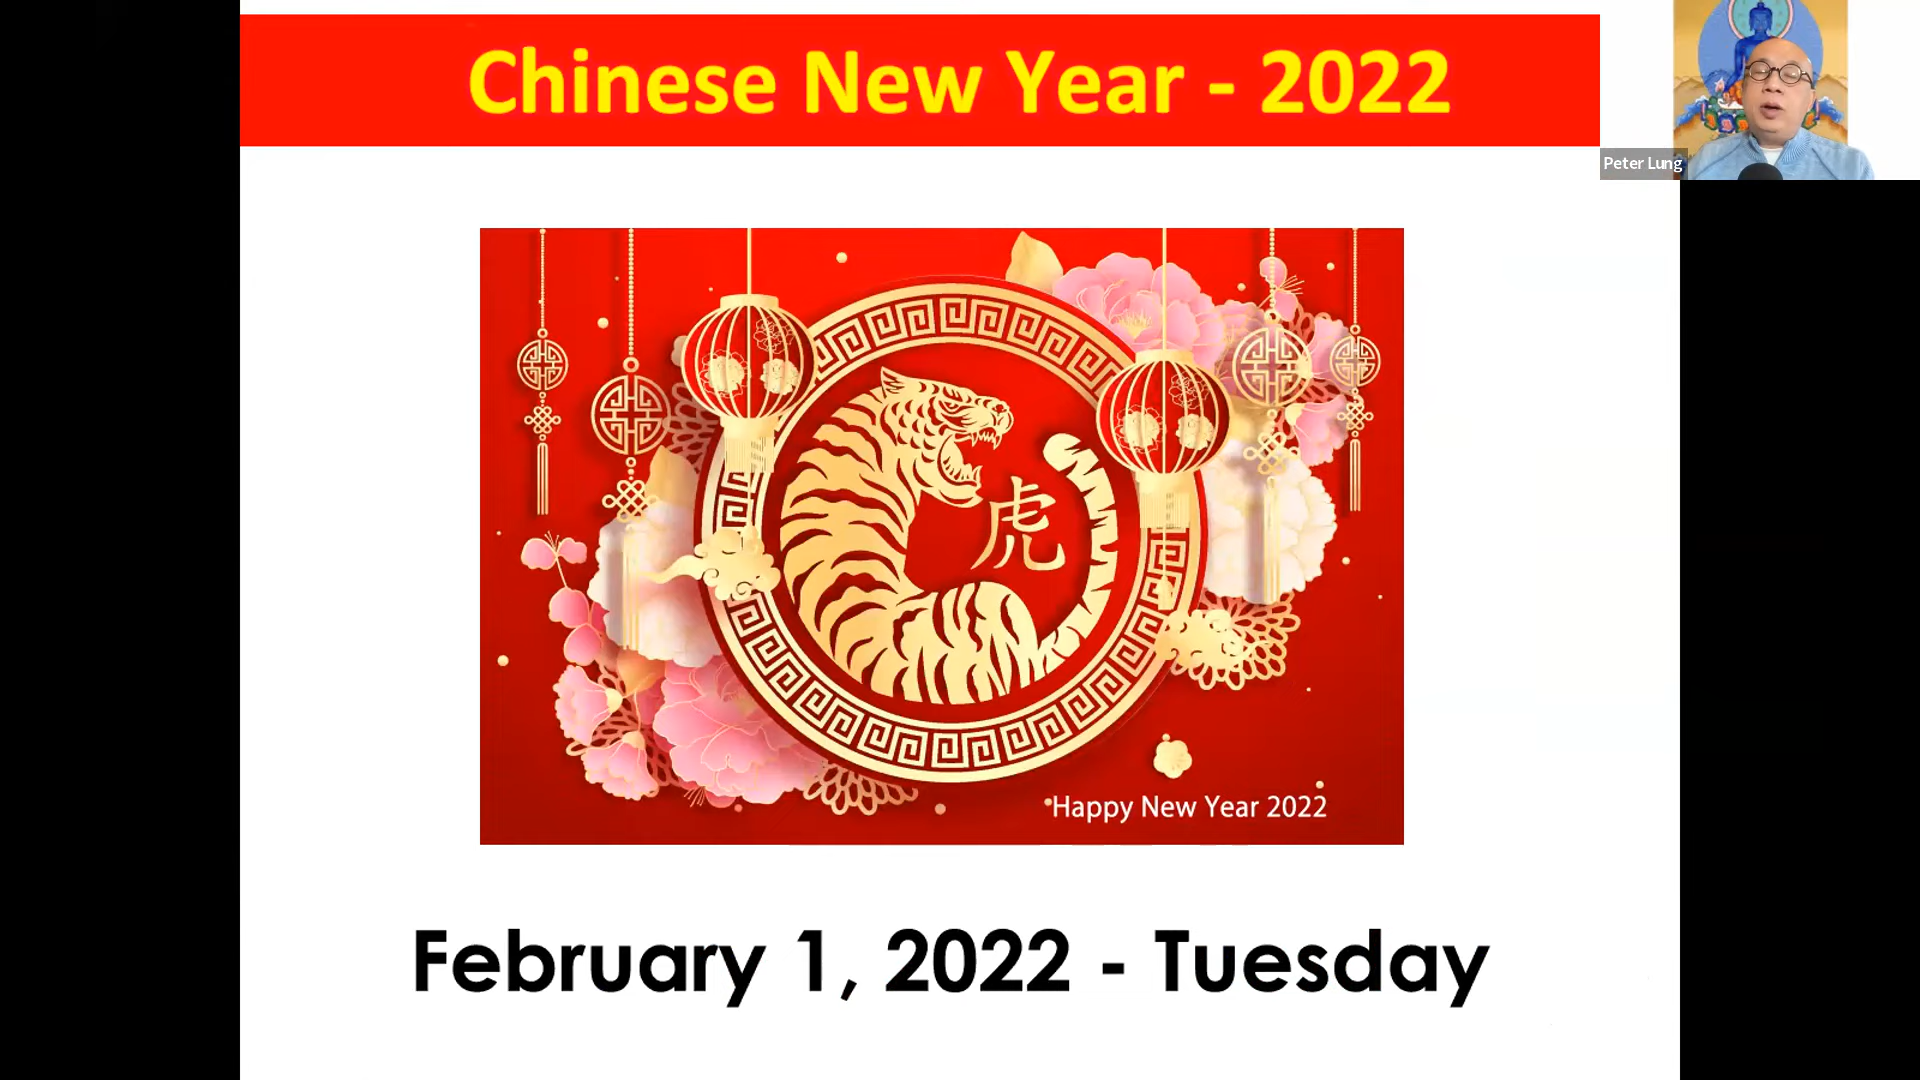 Chinese New Year - 2022
Peter Lung
虎
Happy New Year 2022
February 1, 2022 - Tuesday